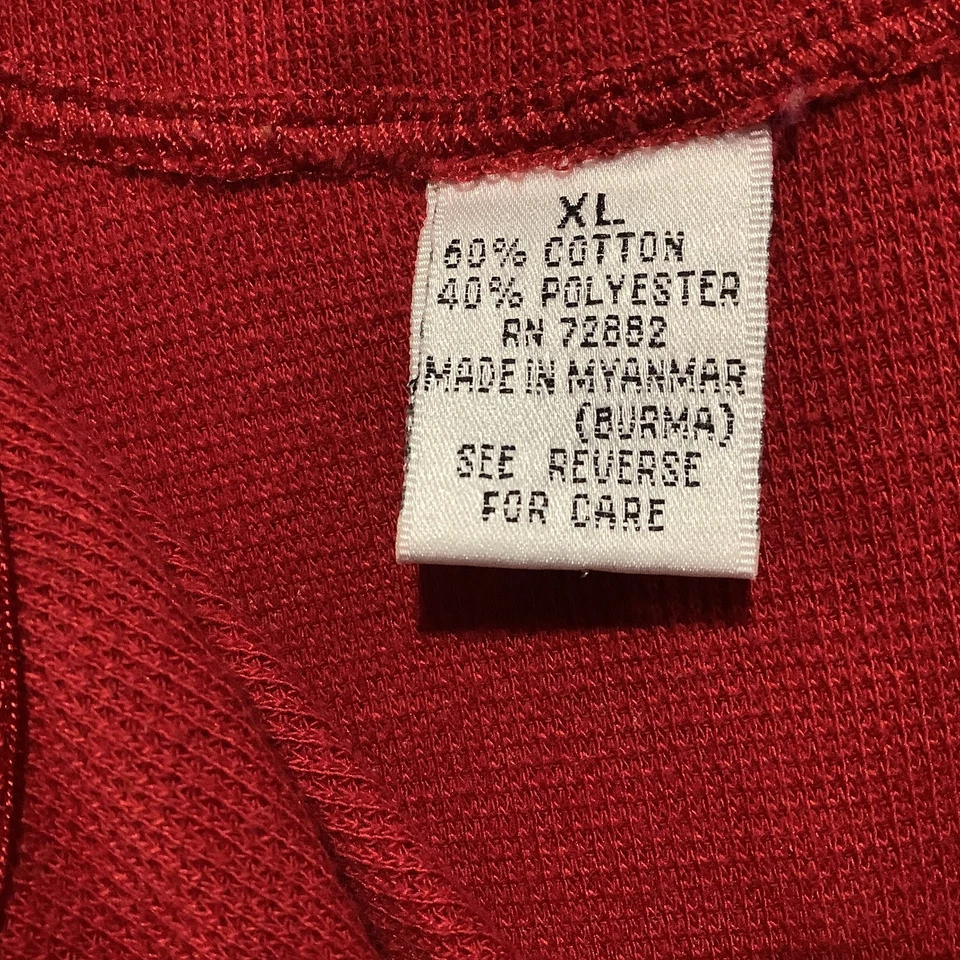 XL
60% COTTON
40% POLYESTER
RN 72882
MADE IN MYANMAR
(BURMA)
SEE REVERSE
FOR CARE